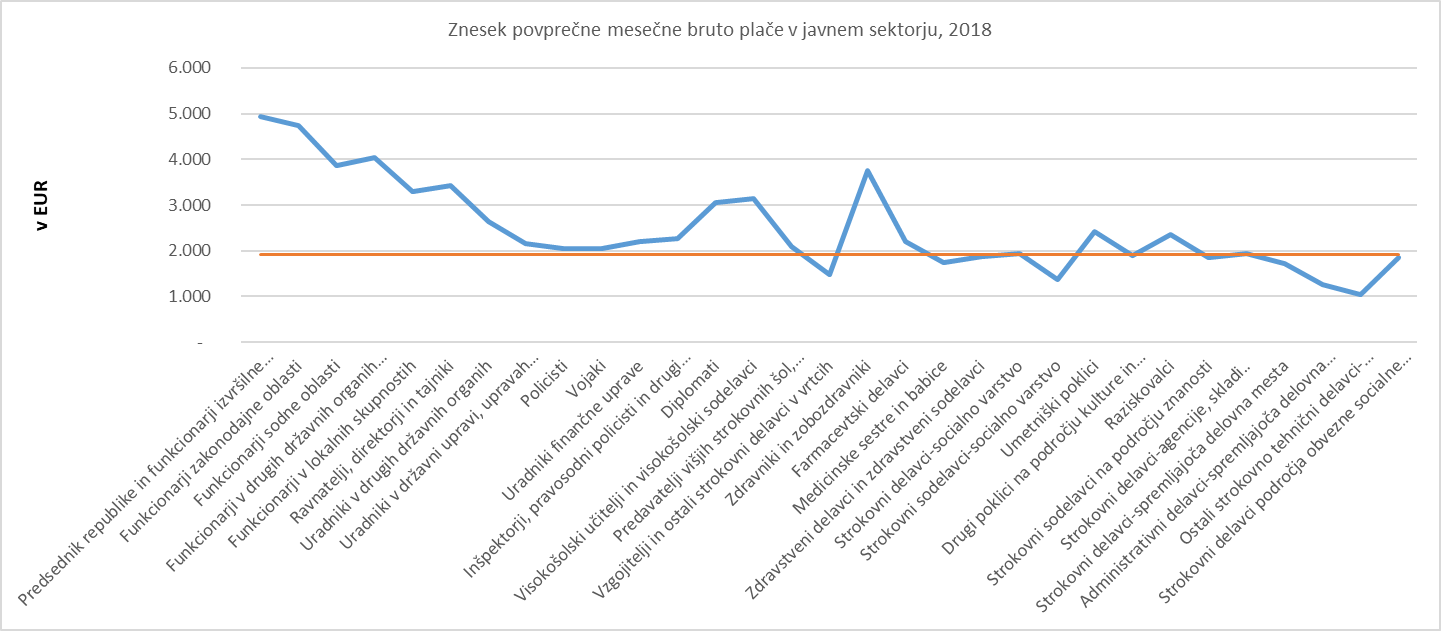 Znesek povprečne mesečne bruto plače v javnem sektorju, 2018
6.000
5.000
4.000
3.000
2.000
1.000
-
v EUR
Predsednik republike in funkcionarji izvršilne…
Funkcionarji zakonodajne oblasti
Funkcionarji sodne oblasti
Funkcionarji v drugih državnih organih…
Funkcionarji v lokalnih skupnostih
Ravnatelji, direktorji in tajniki
Uradniki v drugih državnih organih
Uradniki v državni upravi, upravah…
Policisti
Vojaki
Uradniki finančne uprave
Inšpektorji, pravosodni policisti in drugi…
Diplomati
Visokošolski učitelji in visokošolski sodelavci
Predavatelji višjih strokovnih šol,…
Vzgojitelji in ostali strokovni delavci v vrtcih
Zdravniki in zobozdravniki
Farmacevtski delavci
Medicinske sestre in babice
Zdravstveni delavci in zdravstveni sodelavci
Strokovni delavci-socialno varstvo
Strokovni sodelavci-socialno varstvo
Umetniški poklici
Drugi poklici na področju kulture in…
Raziskovalci
Strokovni sodelavci na področju znanosti
Strokovni delavci-agencije, skladi…
Strokovni delavci-spremljajoča delovna mesta
Administrativni delavci-spremljajoča delovna…
Ostali strokovno tehnični delavci-…
Strokovni delavci področja obvezne socialne…